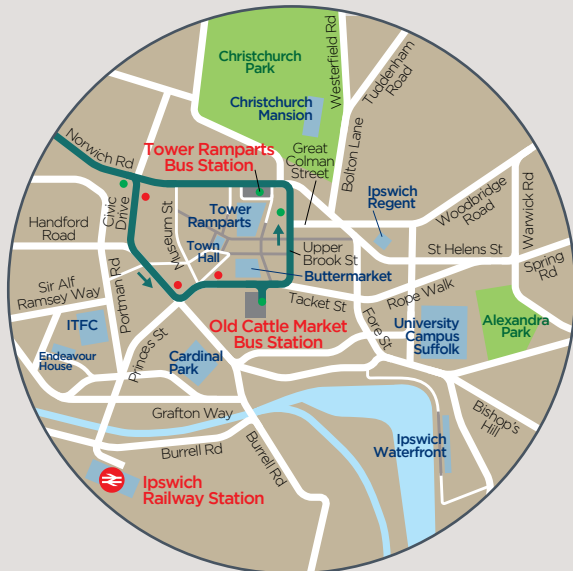 Christchurch
Park
Westerfield Rd
Tuddenham
Road
Christchurch
Mansion
Norwich Rd
Tower Ramparts
Bus Station
Great
Colman
Street
Bolton Lane
Ipswich
Regent
Woodbridge
Road
Warwick Rd
Civic
Drive
Museum St
Tower
Ramparts
Handford
Road
Town
Hall
Upper
Brook St
St Helens St
Spring
Rd
Buttermarket
Sir Alf
Ramsey Way
Portman Rd
Tacket St
Rope Walk
ITFC
Princes St
Old Cattle Market
Bus Station
Fore St
University
Campus
Suffolk
Alexandra
Park
Endeavour
House
Cardinal
Park
Grafton Way
Bishop's
Hill
Burrell Rd
Burrell Rd
Ipswich
Waterfront
Ipswich
Railway Station